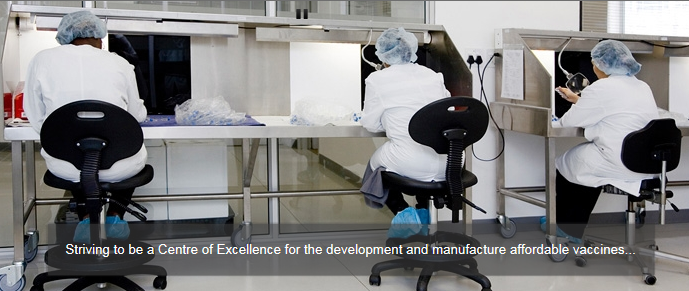 Striving to be a Centre of Excellence for the development and manufacture affordable vaccines...